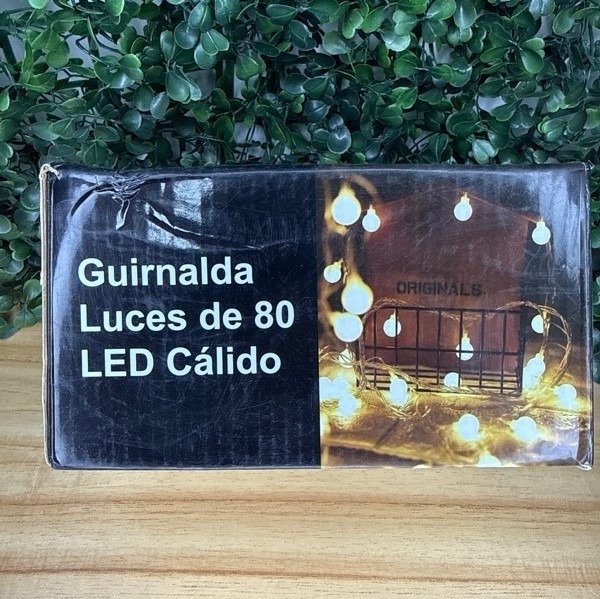 Guirnalda
Luces de 80
LED Cálido
ORIGINALS